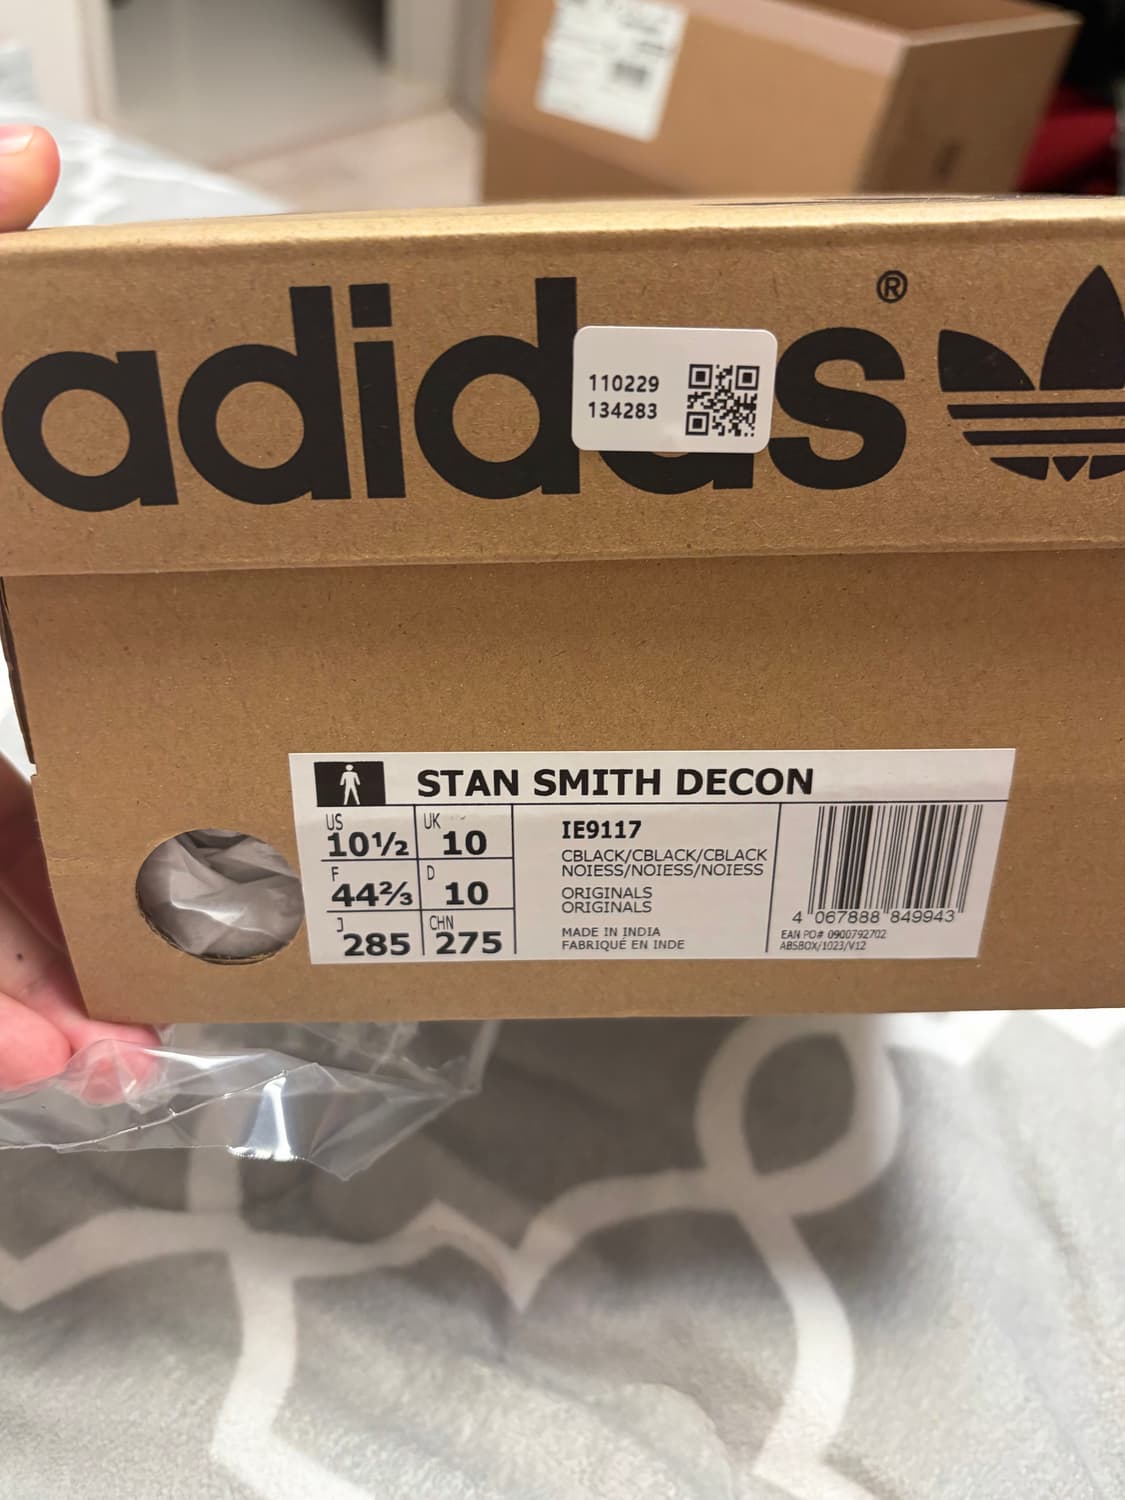 adidas®
110229
134283
STAN SMITH DECON
US 10½ UK 10
F 44⅔ D 10
J 285 CHN 275
IE9117
CBLACK/CBLACK/CBLACK
NOIESS/NOIESS/NOIESS
ORIGINALS
ORIGINALS
MADE IN INDIA
FABRIQUÉ EN INDE
4 067888 849943
EAN PO# 0900792702
ABSBOX/1023/V12